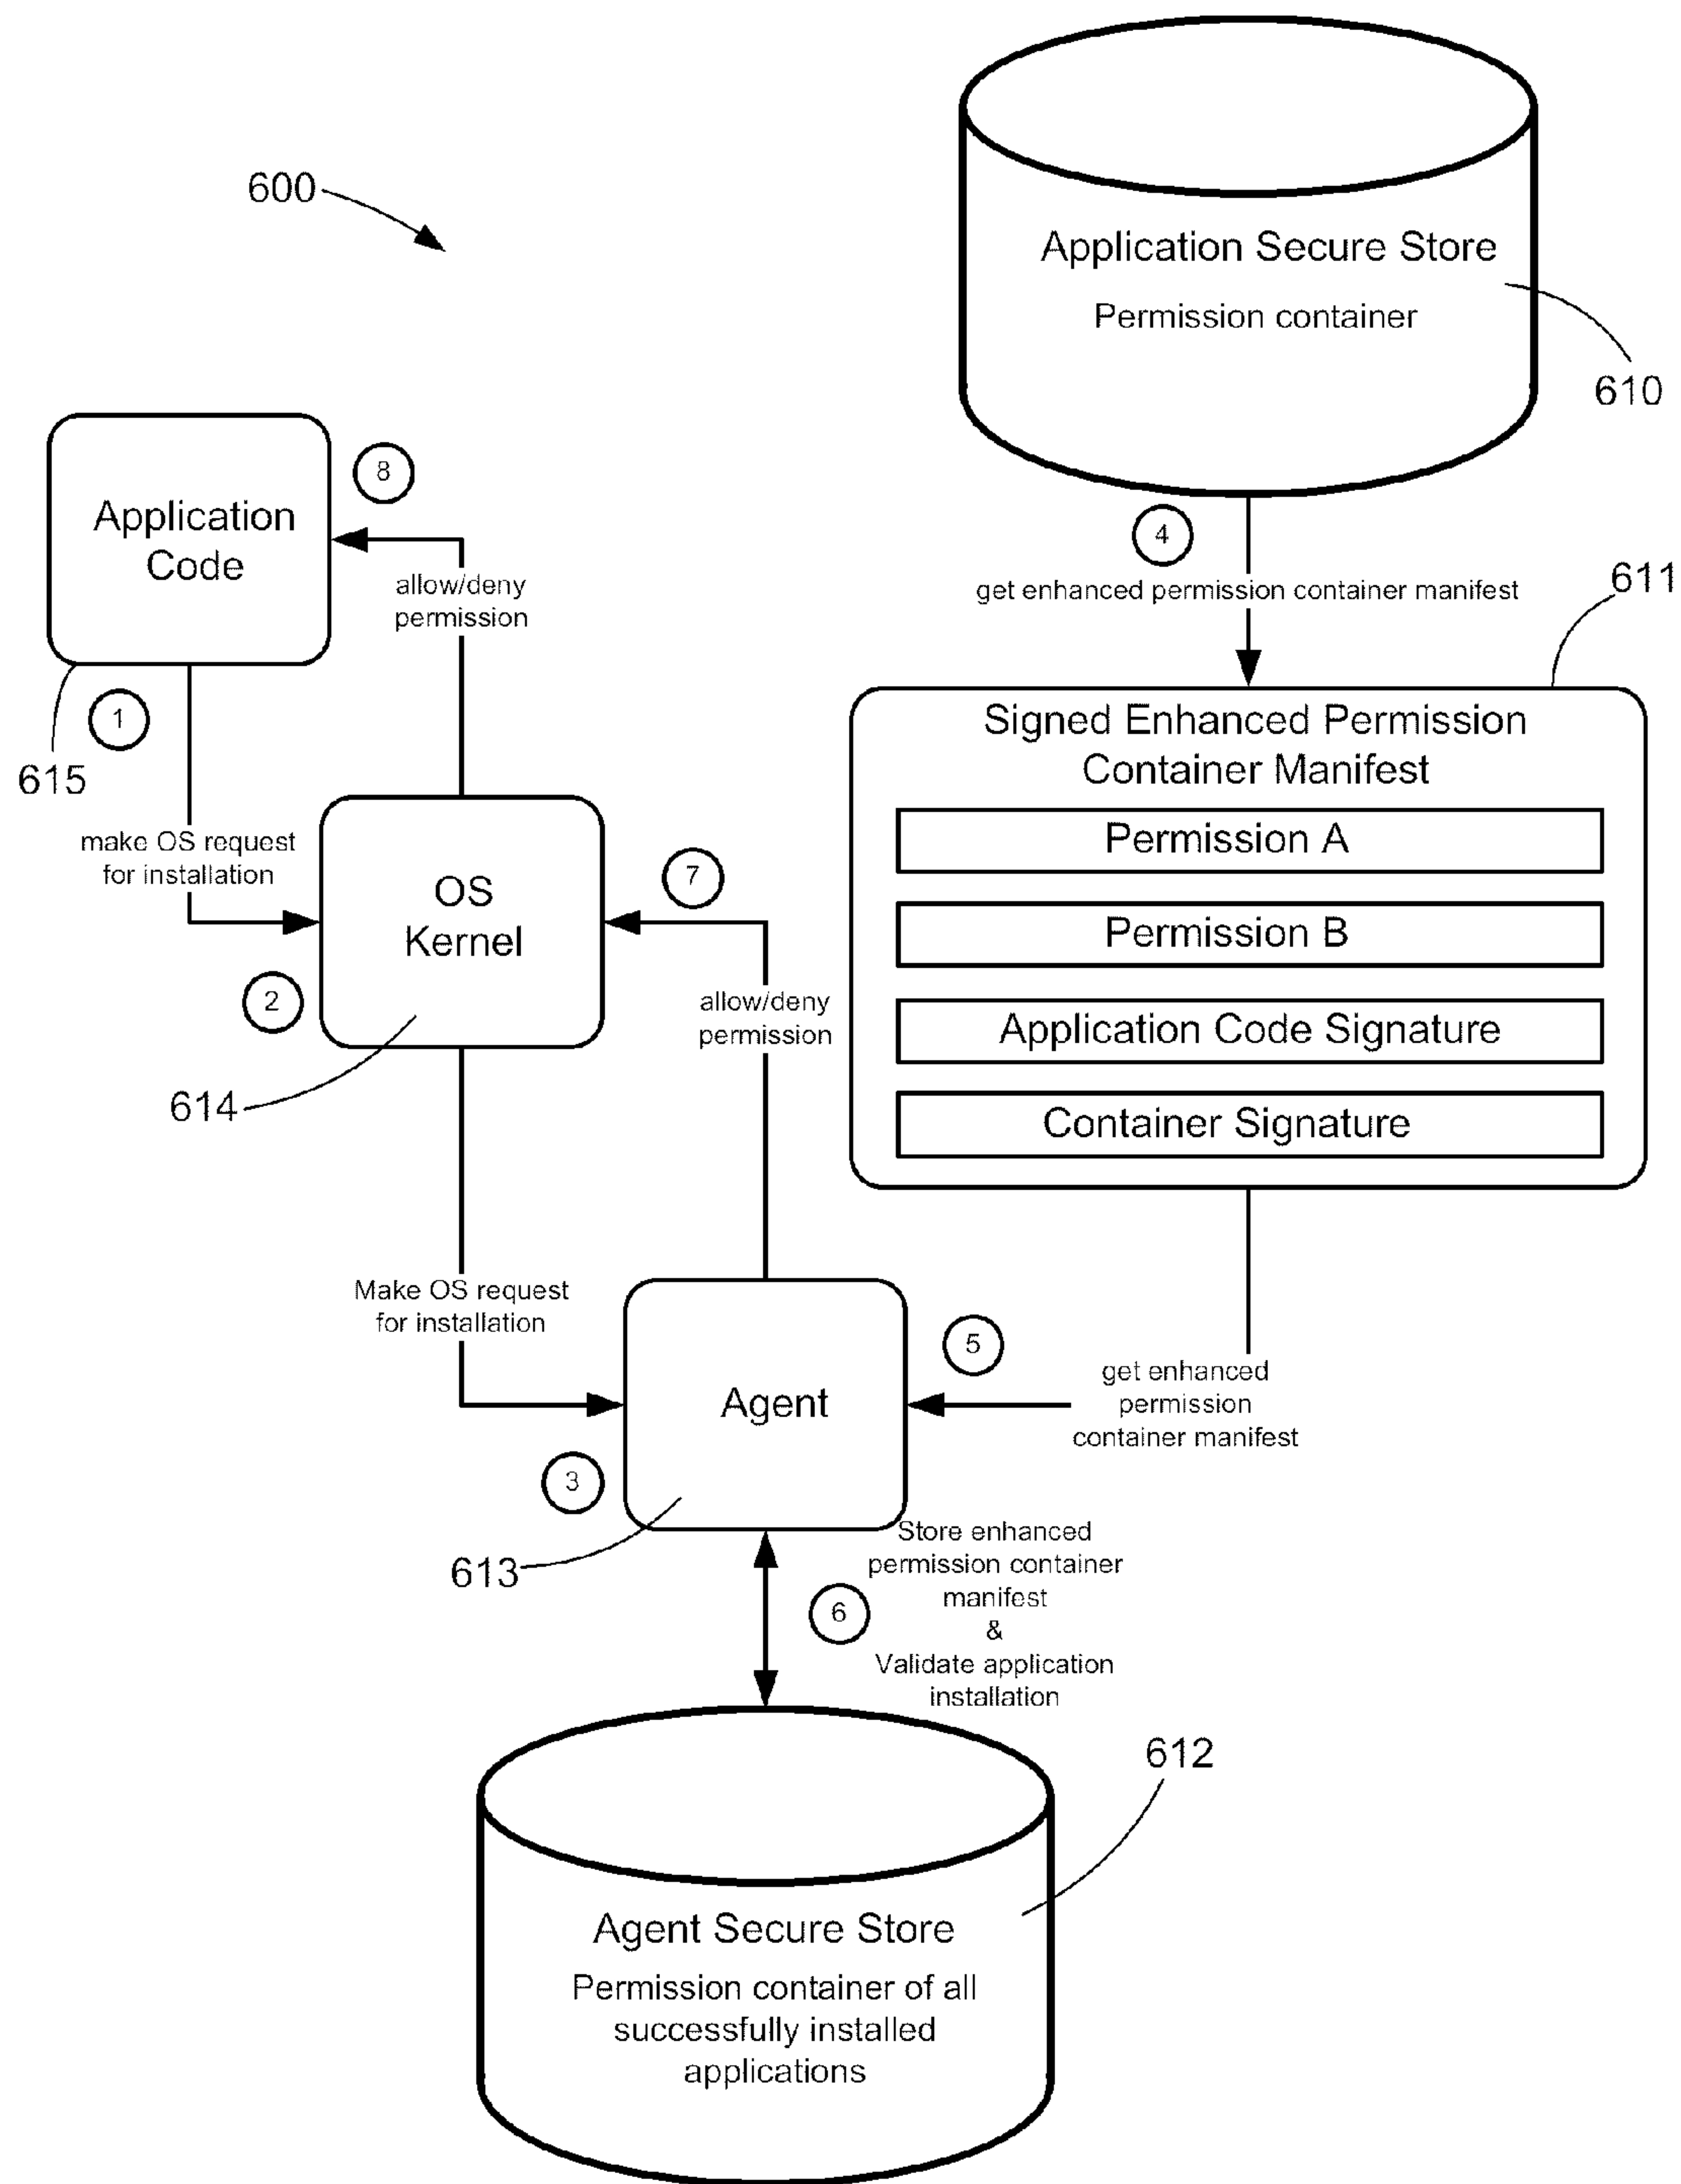 600
Application Secure Store
Permission container
610
Application
Code
8
allow/deny
permission
4
get enhanced permission container manifest
611
615
1
make OS request
for installation
Signed Enhanced Permission
Container Manifest
Permission A
Permission B
Application Code Signature
Container Signature
OS
Kernel
2
614
7
allow/deny
permission
Make OS request
for installation
Agent
3
613
5
get enhanced
permission
container manifest
6
Store enhanced
permission container
manifest
&
Validate application
installation
612
Agent Secure Store
Permission container of all
successfully installed
applications